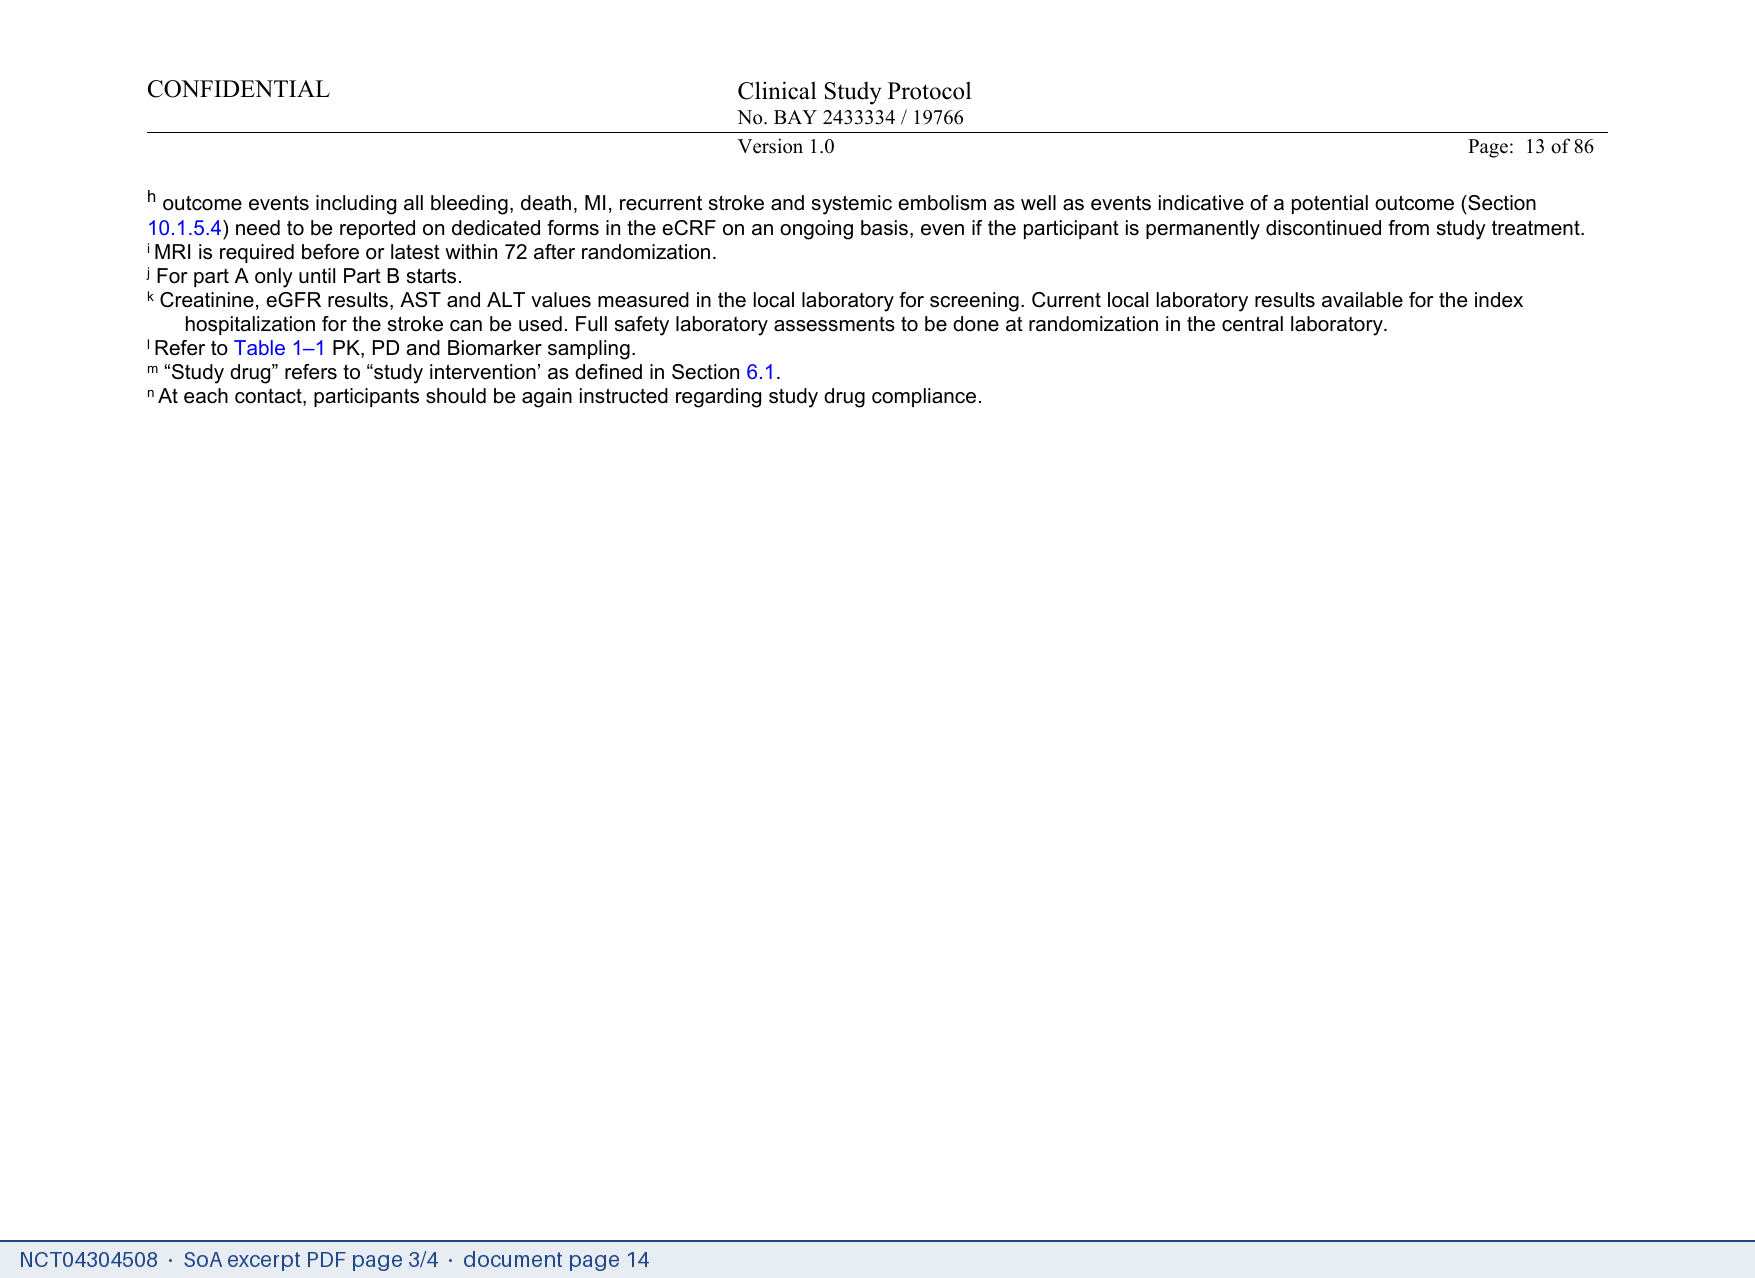 CONFIDENTIAL
Clinical Study Protocol
No. BAY 2433334 / 19766
Version 1.0
Page: 13 of 86
h outcome events including all bleeding, death, MI, recurrent stroke and systemic embolism as well as events indicative of a potential outcome (Section
10.1.5.4) need to be reported on dedicated forms in the eCRF on an ongoing basis, even if the participant is permanently discontinued from study treatment.
i MRI is required before or latest within 72 after randomization.
j For part A only until Part B starts.
k Creatinine, eGFR results, AST and ALT values measured in the local laboratory for screening. Current local laboratory results available for the index
hospitalization for the stroke can be used. Full safety laboratory assessments to be done at randomization in the central laboratory.
l Refer to Table 1–1 PK, PD and Biomarker sampling.
m “Study drug” refers to “study intervention’ as defined in Section 6.1.
n At each contact, participants should be again instructed regarding study drug compliance.
NCT04304508 · SoA excerpt PDF page 3/4 · document page 14